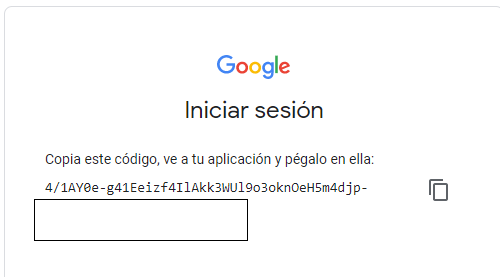 Google
Iniciar sesión
Copia este código, ve a tu aplicación y pégalo en ella:
4/1AY0e-g41Eeizf4IlAkk3WUl9o3oknOeH5m4djp-